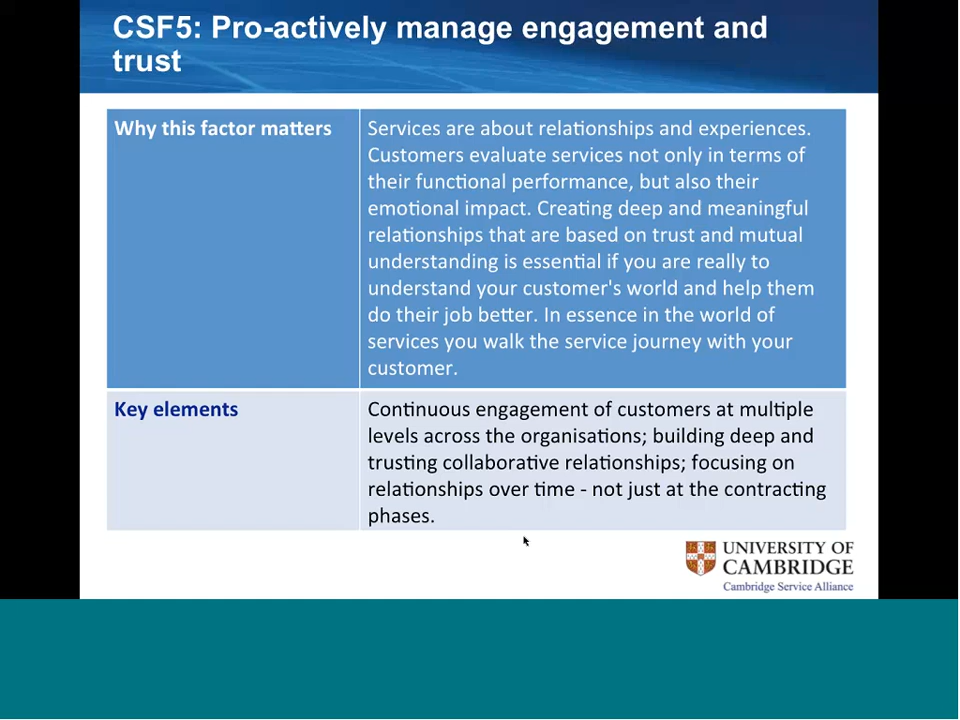 CSF5: Pro-actively manage engagement and
trust
Why this factor matters
Services are about relationships and experiences.
Customers evaluate services not only in terms of
their functional performance, but also their
emotional impact. Creating deep and meaningful
relationships that are based on trust and mutual
understanding is essential if you are really to
understand your customer's world and help them
do their job better. In essence in the world of
services you walk the service journey with your
customer.
Key elements
Continuous engagement of customers at multiple
levels across the organisations; building deep and
trusting collaborative relationships; focusing on
relationships over time - not just at the contracting
phases.
UNIVERSITY OF
CAMBRIDGE
Cambridge Service Alliance